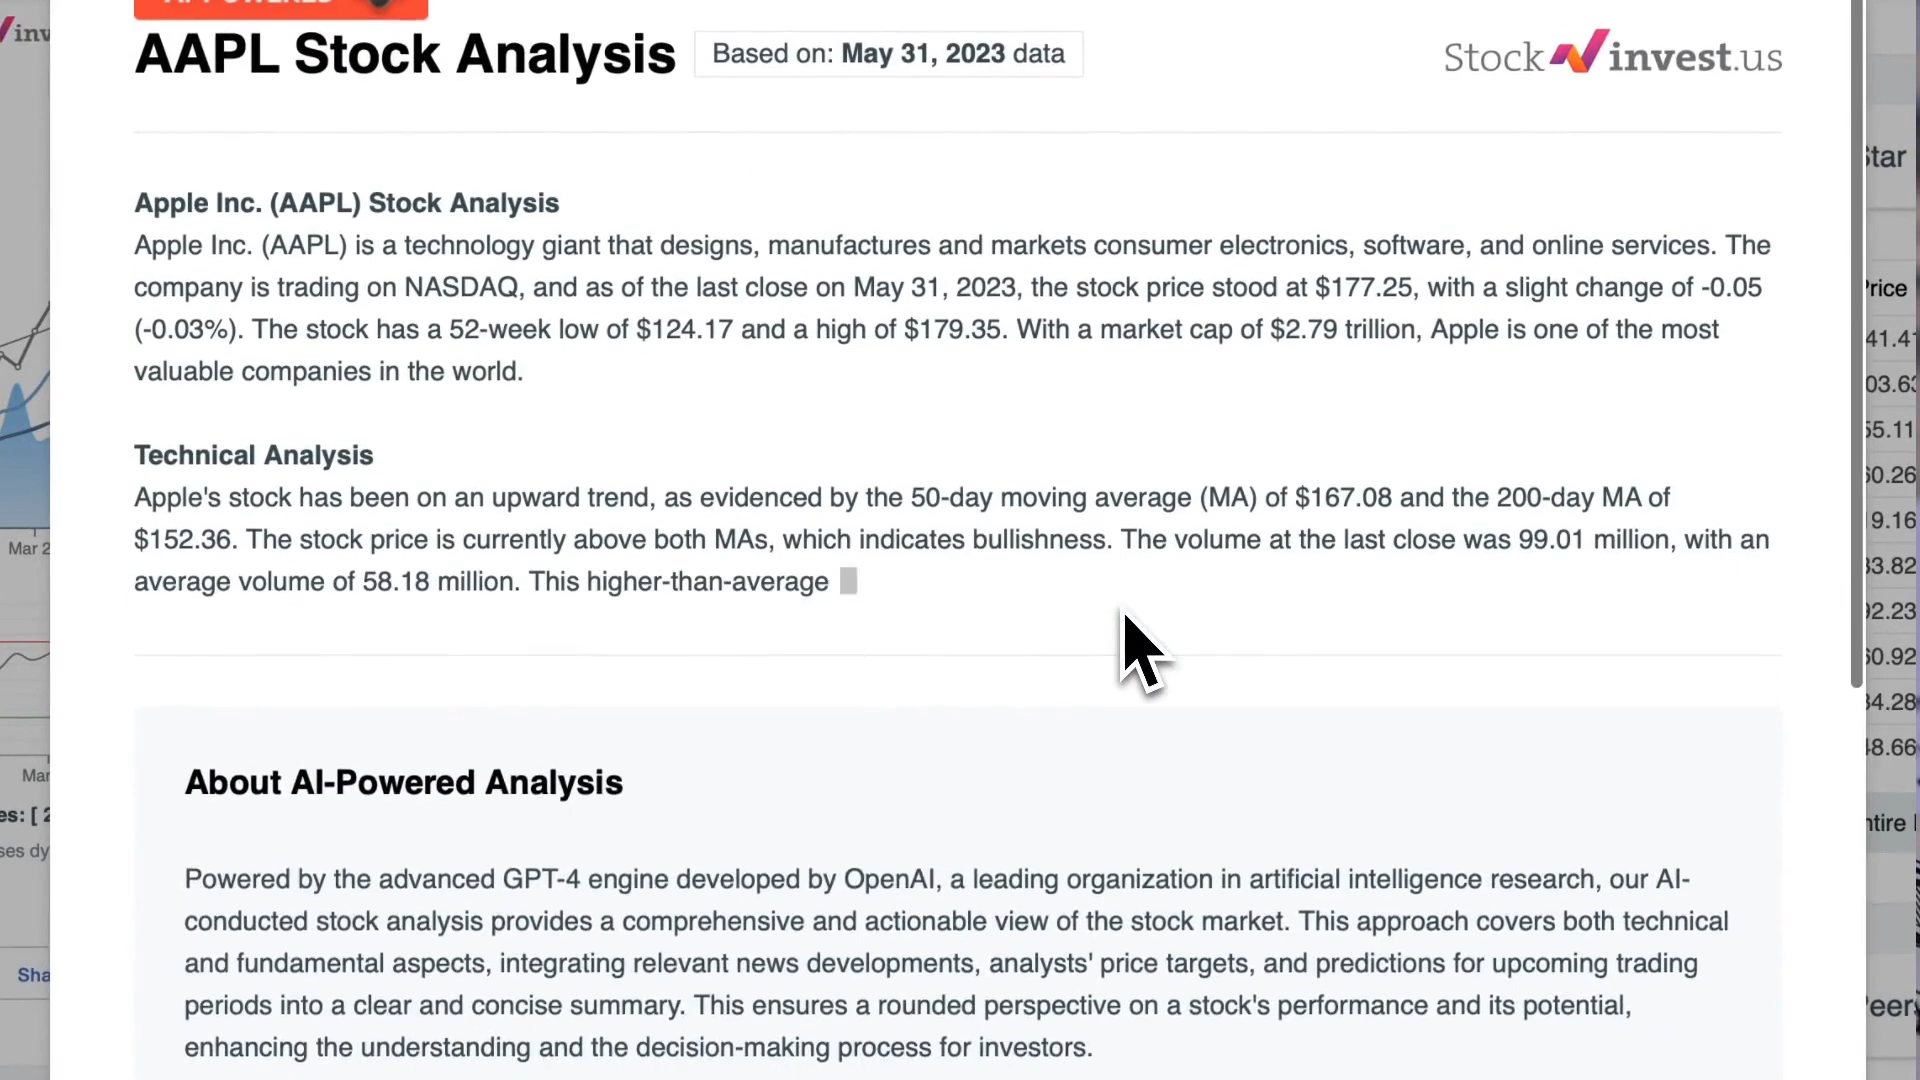 AAPL Stock Analysis
Based on: May 31, 2023 data
Stockinvest.us
Apple Inc. (AAPL) Stock Analysis
Apple Inc. (AAPL) is a technology giant that designs, manufactures and markets consumer electronics, software, and online services. The
company is trading on NASDAQ, and as of the last close on May 31, 2023, the stock price stood at $177.25, with a slight change of -0.05
(-0.03%). The stock has a 52-week low of $124.17 and a high of $179.35. With a market cap of $2.79 trillion, Apple is one of the most
valuable companies in the world.
Technical Analysis
Apple's stock has been on an upward trend, as evidenced by the 50-day moving average (MA) of $167.08 and the 200-day MA of
$152.36. The stock price is currently above both MAs, which indicates bullishness. The volume at the last close was 99.01 million, with an
average volume of 58.18 million. This higher-than-average
About AI-Powered Analysis
Powered by the advanced GPT-4 engine developed by OpenAI, a leading organization in artificial intelligence research, our AI-
conducted stock analysis provides a comprehensive and actionable view of the stock market. This approach covers both technical
and fundamental aspects, integrating relevant news developments, analysts' price targets, and predictions for upcoming trading
periods into a clear and concise summary. This ensures a rounded perspective on a stock's performance and its potential,
enhancing the understanding and the decision-making process for investors.